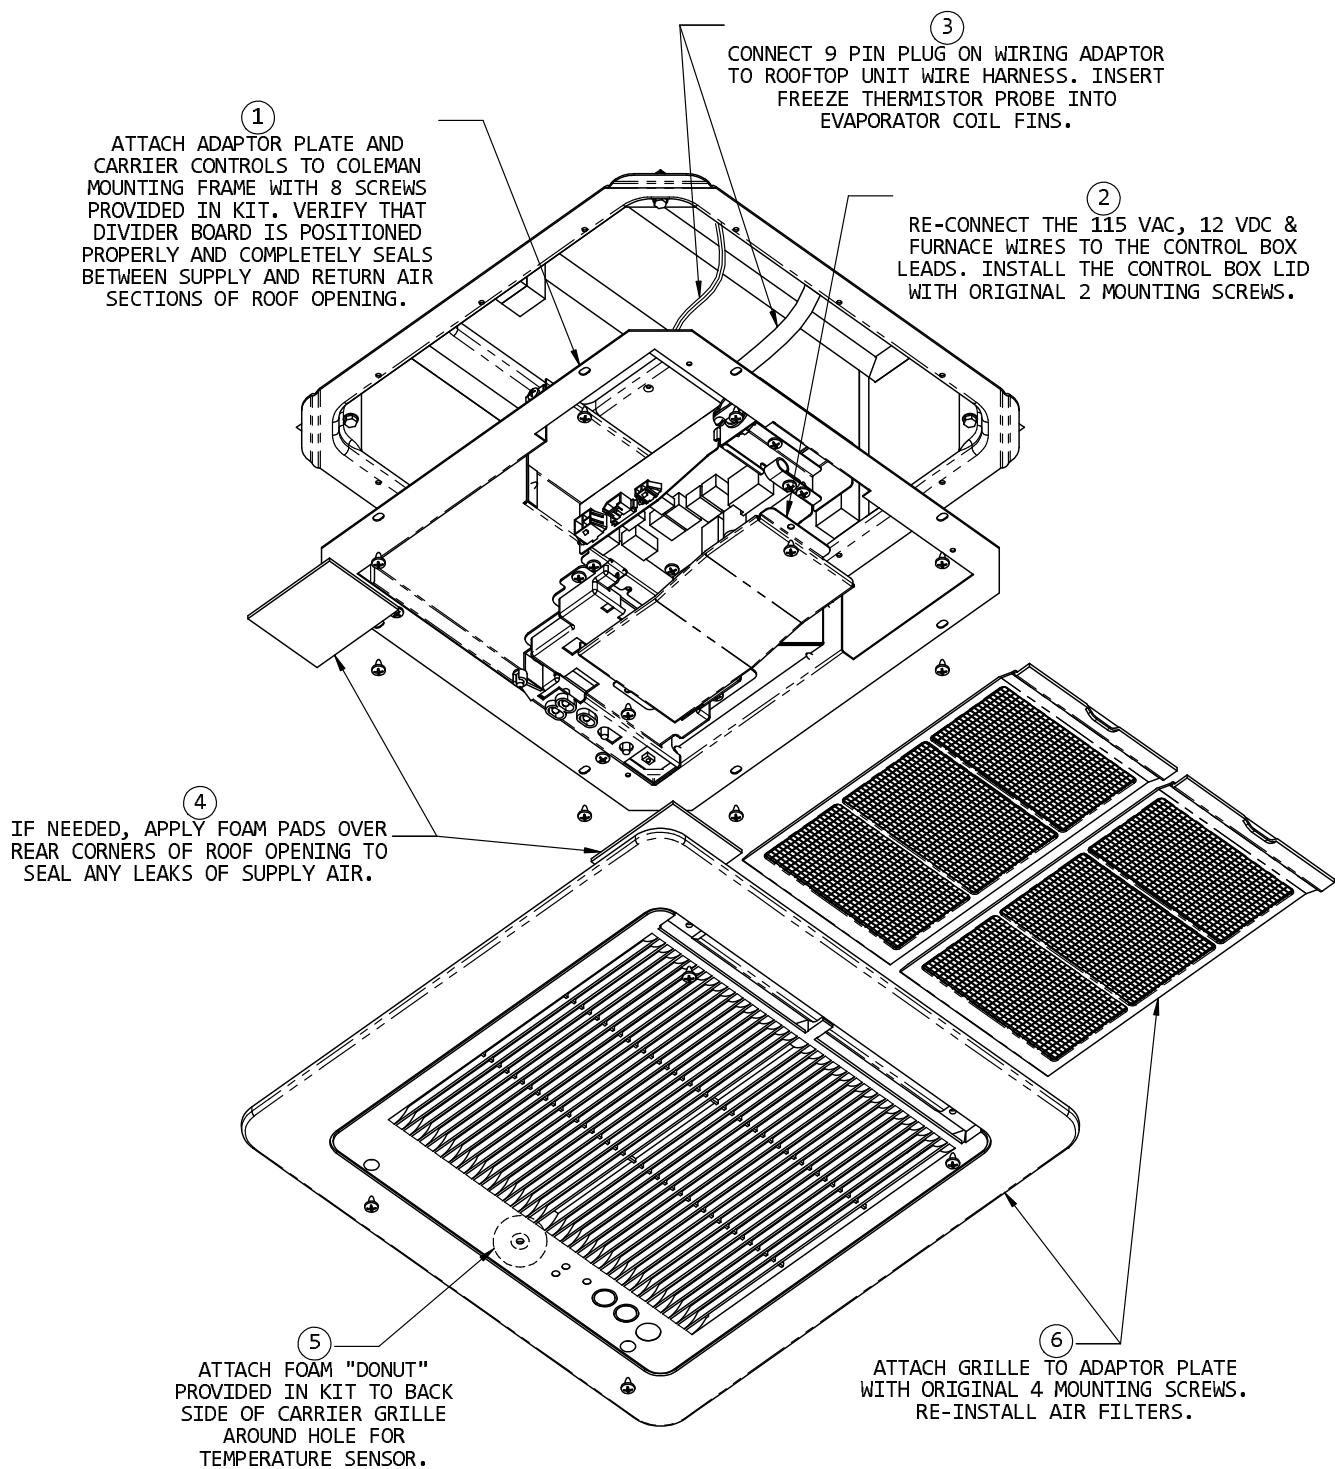 3
CONNECT 9 PIN PLUG ON WIRING ADAPTOR
TO ROOFTOP UNIT WIRE HARNESS. INSERT
FREEZE THERMISTOR PROBE INTO
EVAPORATOR COIL FINS.
1
ATTACH ADAPTOR PLATE AND
CARRIER CONTROLS TO COLEMAN
MOUNTING FRAME WITH 8 SCREWS
PROVIDED IN KIT. VERIFY THAT
DIVIDER BOARD IS POSITIONED
PROPERLY AND COMPLETELY SEALS
BETWEEN SUPPLY AND RETURN AIR
SECTIONS OF ROOF OPENING.
2
RE-CONNECT THE 115 VAC, 12 VDC &
FURNACE WIRES TO THE CONTROL BOX
LEADS. INSTALL THE CONTROL BOX LID
WITH ORIGINAL 2 MOUNTING SCREWS.
4
IF NEEDED, APPLY FOAM PADS OVER
REAR CORNERS OF ROOF OPENING TO
SEAL ANY LEAKS OF SUPPLY AIR.
5
ATTACH FOAM "DONUT"
PROVIDED IN KIT TO BACK
SIDE OF CARRIER GRILLE
AROUND HOLE FOR
TEMPERATURE SENSOR.
6
ATTACH GRILLE TO ADAPTOR PLATE
WITH ORIGINAL 4 MOUNTING SCREWS.
RE-INSTALL AIR FILTERS.